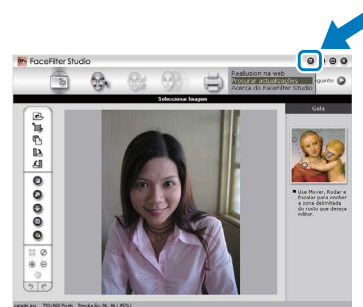 FaceFilter Studio
Reallusion na web
Procurar actualizações
Acerca do FaceFilter Studio
eguinte
Seleccionar Imagem
Guia
Use Mover, Rodar e
Escalar para encher
a zona delimitada
do rosto que deseja
editar.